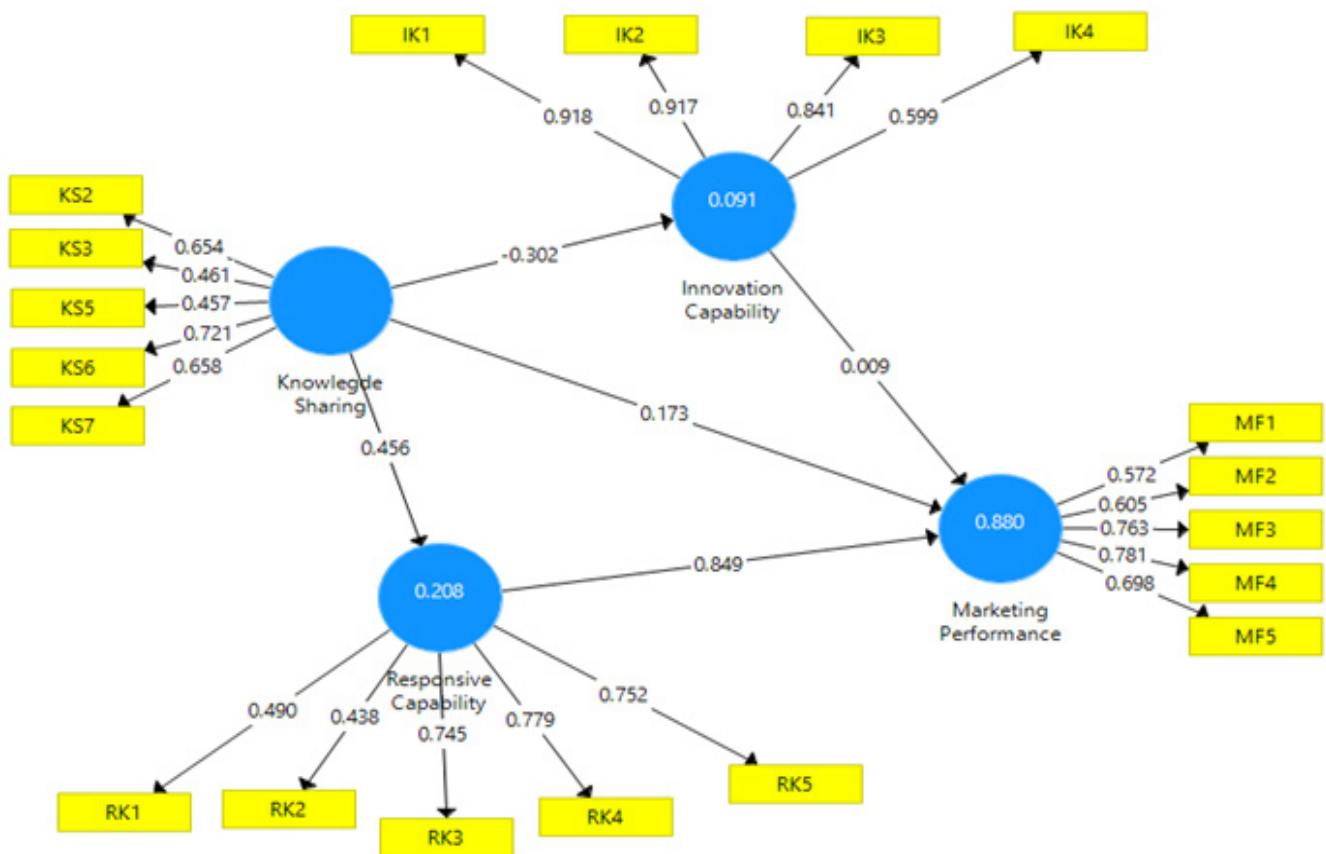 IK1
IK2
IK3
IK4
0.918
0.917
0.841
0.599
0.091
Innovation
Capability
KS2
KS3
KS5
KS6
KS7
0.654
0.461
0.457
0.721
0.658
Knowlegde
Sharing
-0.302
0.173
0.009
0.456
0.849
0.880
Marketing
Performance
MF1
MF2
MF3
MF4
MF5
0.572
0.605
0.763
0.781
0.698
0.208
Responsive
Capability
0.490
0.438
0.745
0.779
0.752
RK1
RK2
RK3
RK4
RK5